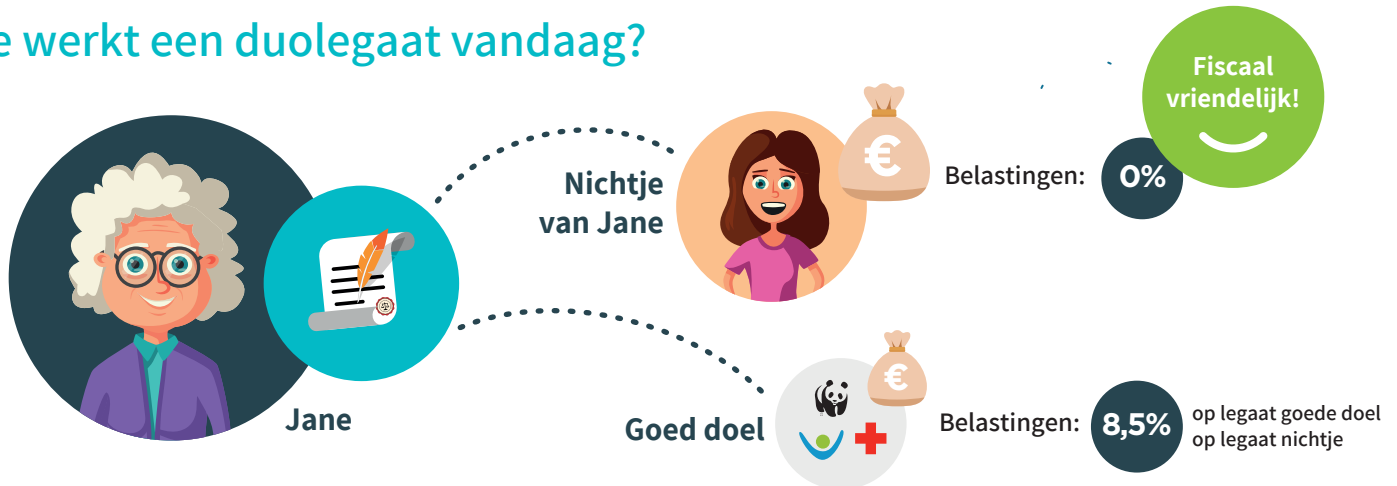 e werkt een duolegaat vandaag?
Fiscaal
vriendelijk!
Nichtje
van Jane
€
Belastingen:
0%
Jane
Goed doel
€
Belastingen:
8,5%
op legaat goede doel
op legaat nichtje